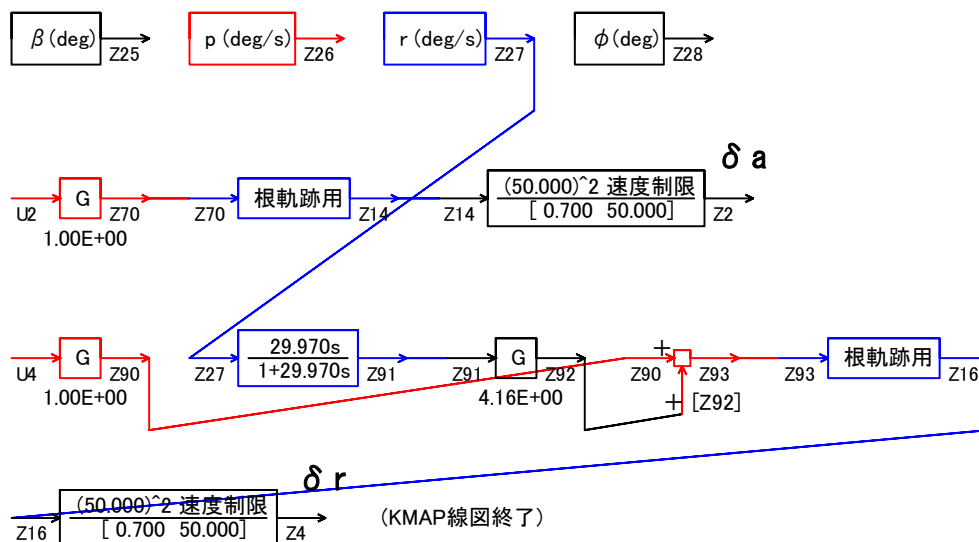 β(deg) p(deg/s) r(deg/s) φ(deg)
Z25 Z26 Z27 Z28
δa
G 根軌跡用 (50.000)^2 速度制限
[ 0.700 50.000]
U2 Z70 Z70 Z14 Z14 Z2
1.00E+00
G 29.970s G + 根軌跡用
1+29.970s
U4 Z90 Z27 Z91 Z91 Z92 Z90 Z93 Z93 Z16
1.00E+00 4.16E+00 + [Z92]
δr
(50.000)^2 速度制限
[ 0.700 50.000]
Z16 Z4 (KMAP線図終了)